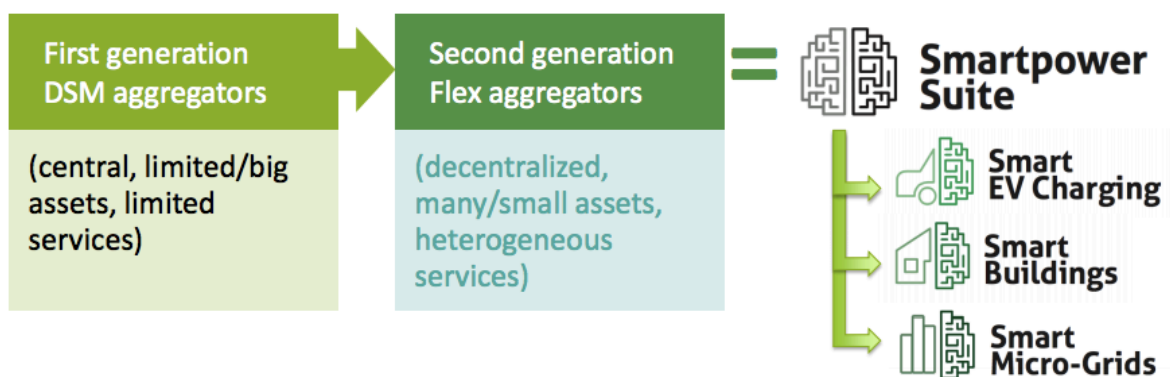 First generation
DSM aggregators
(central, limited/big
assets, limited
services)
Second generation
Flex aggregators
(decentralized,
many/small assets,
heterogeneous
services)
=
Smartpower
Suite
Smart
EV Charging
Smart
Buildings
Smart
Micro-Grids